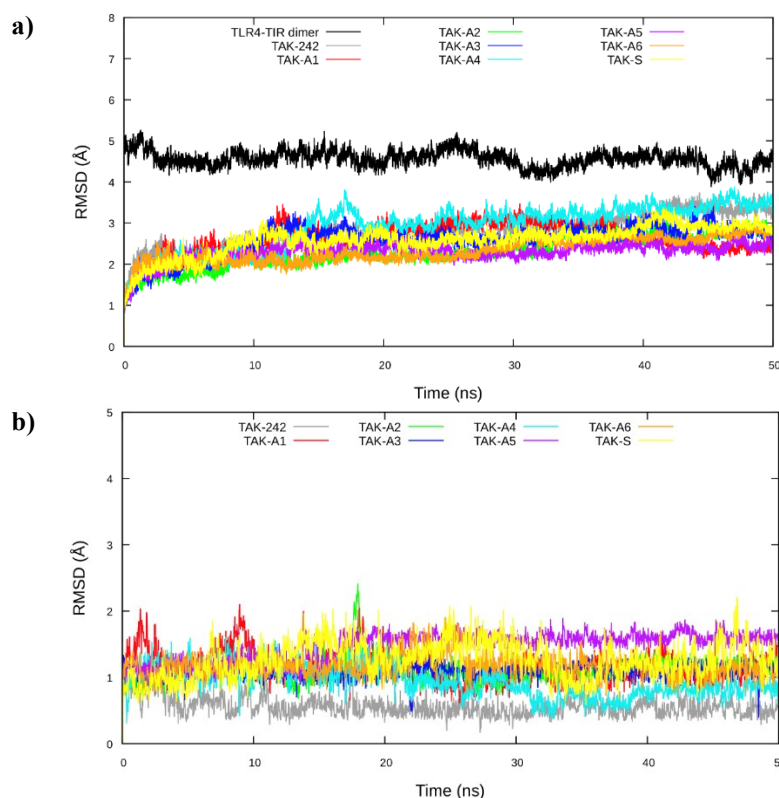 a)
TLR4-TIR dimer TAK-A2 TAK-A5
TAK-242 TAK-A3 TAK-A6
TAK-A1 TAK-A4 TAK-S
8
7
6
5
4
3
2
1
0
RMSD (Å)
0 10 20 30 40 50
Time (ns)
b)
TAK-242 TAK-A2 TAK-A4 TAK-A6
TAK-A1 TAK-A3 TAK-A5 TAK-S
5
4
3
2
1
0
RMSD (Å)
0 10 20 30 40 50
Time (ns)